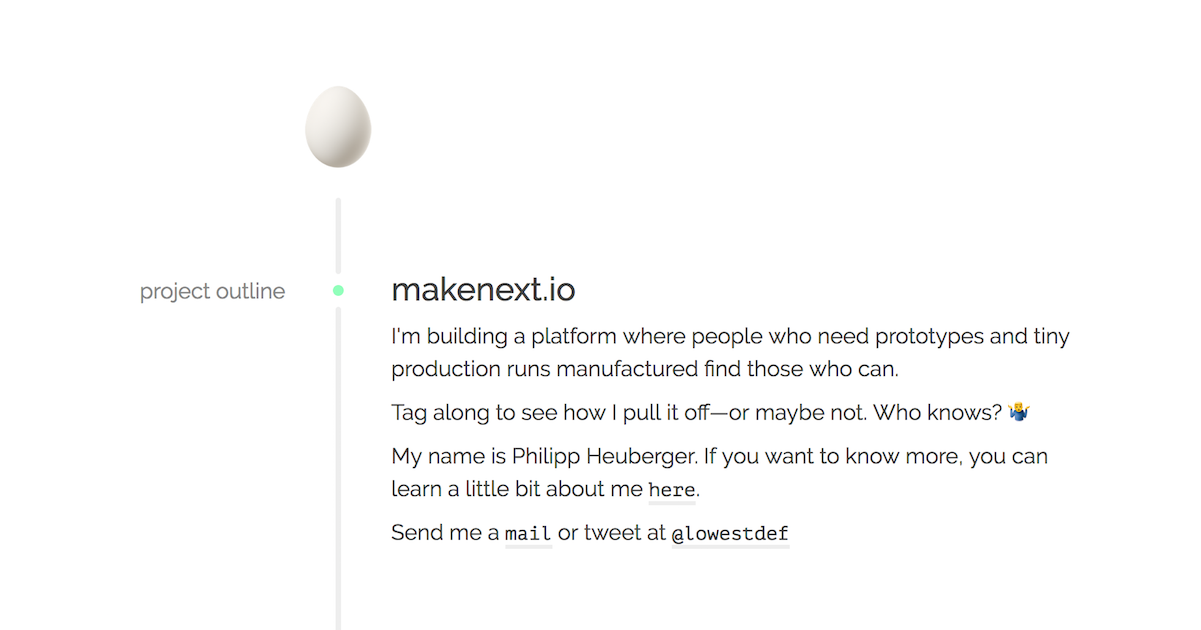 project outline
makenext.io
I'm building a platform where people who need prototypes and tiny
production runs manufactured find those who can.
Tag along to see how I pull it off—or maybe not. Who knows? 🤷‍♂️
My name is Philipp Heuberger. If you want to know more, you can
learn a little bit about me here.
Send me a mail or tweet at @lowestdef